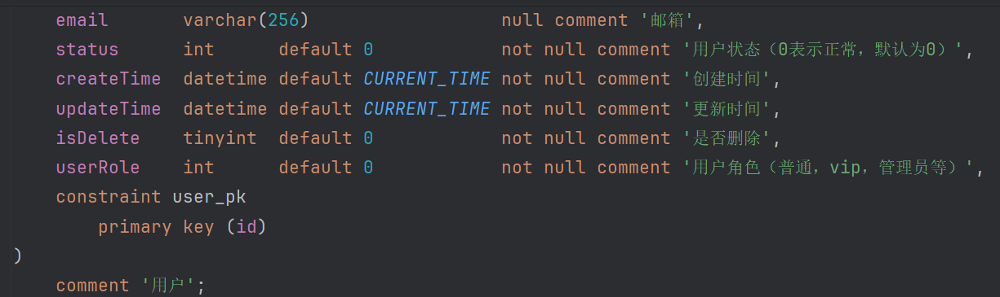 email       varchar(256)                  null comment '邮箱',
status      int      default 0            not null comment '用户状态（0表示正常，默认为0）',
createTime  datetime default CURRENT_TIME not null comment '创建时间',
updateTime  datetime default CURRENT_TIME not null comment '更新时间',
isDelete    tinyint  default 0            not null comment '是否删除',
userRole    int      default 0            not null comment '用户角色（普通，vip，管理员等）',
constraint user_pk
    primary key (id)
)
comment '用户';